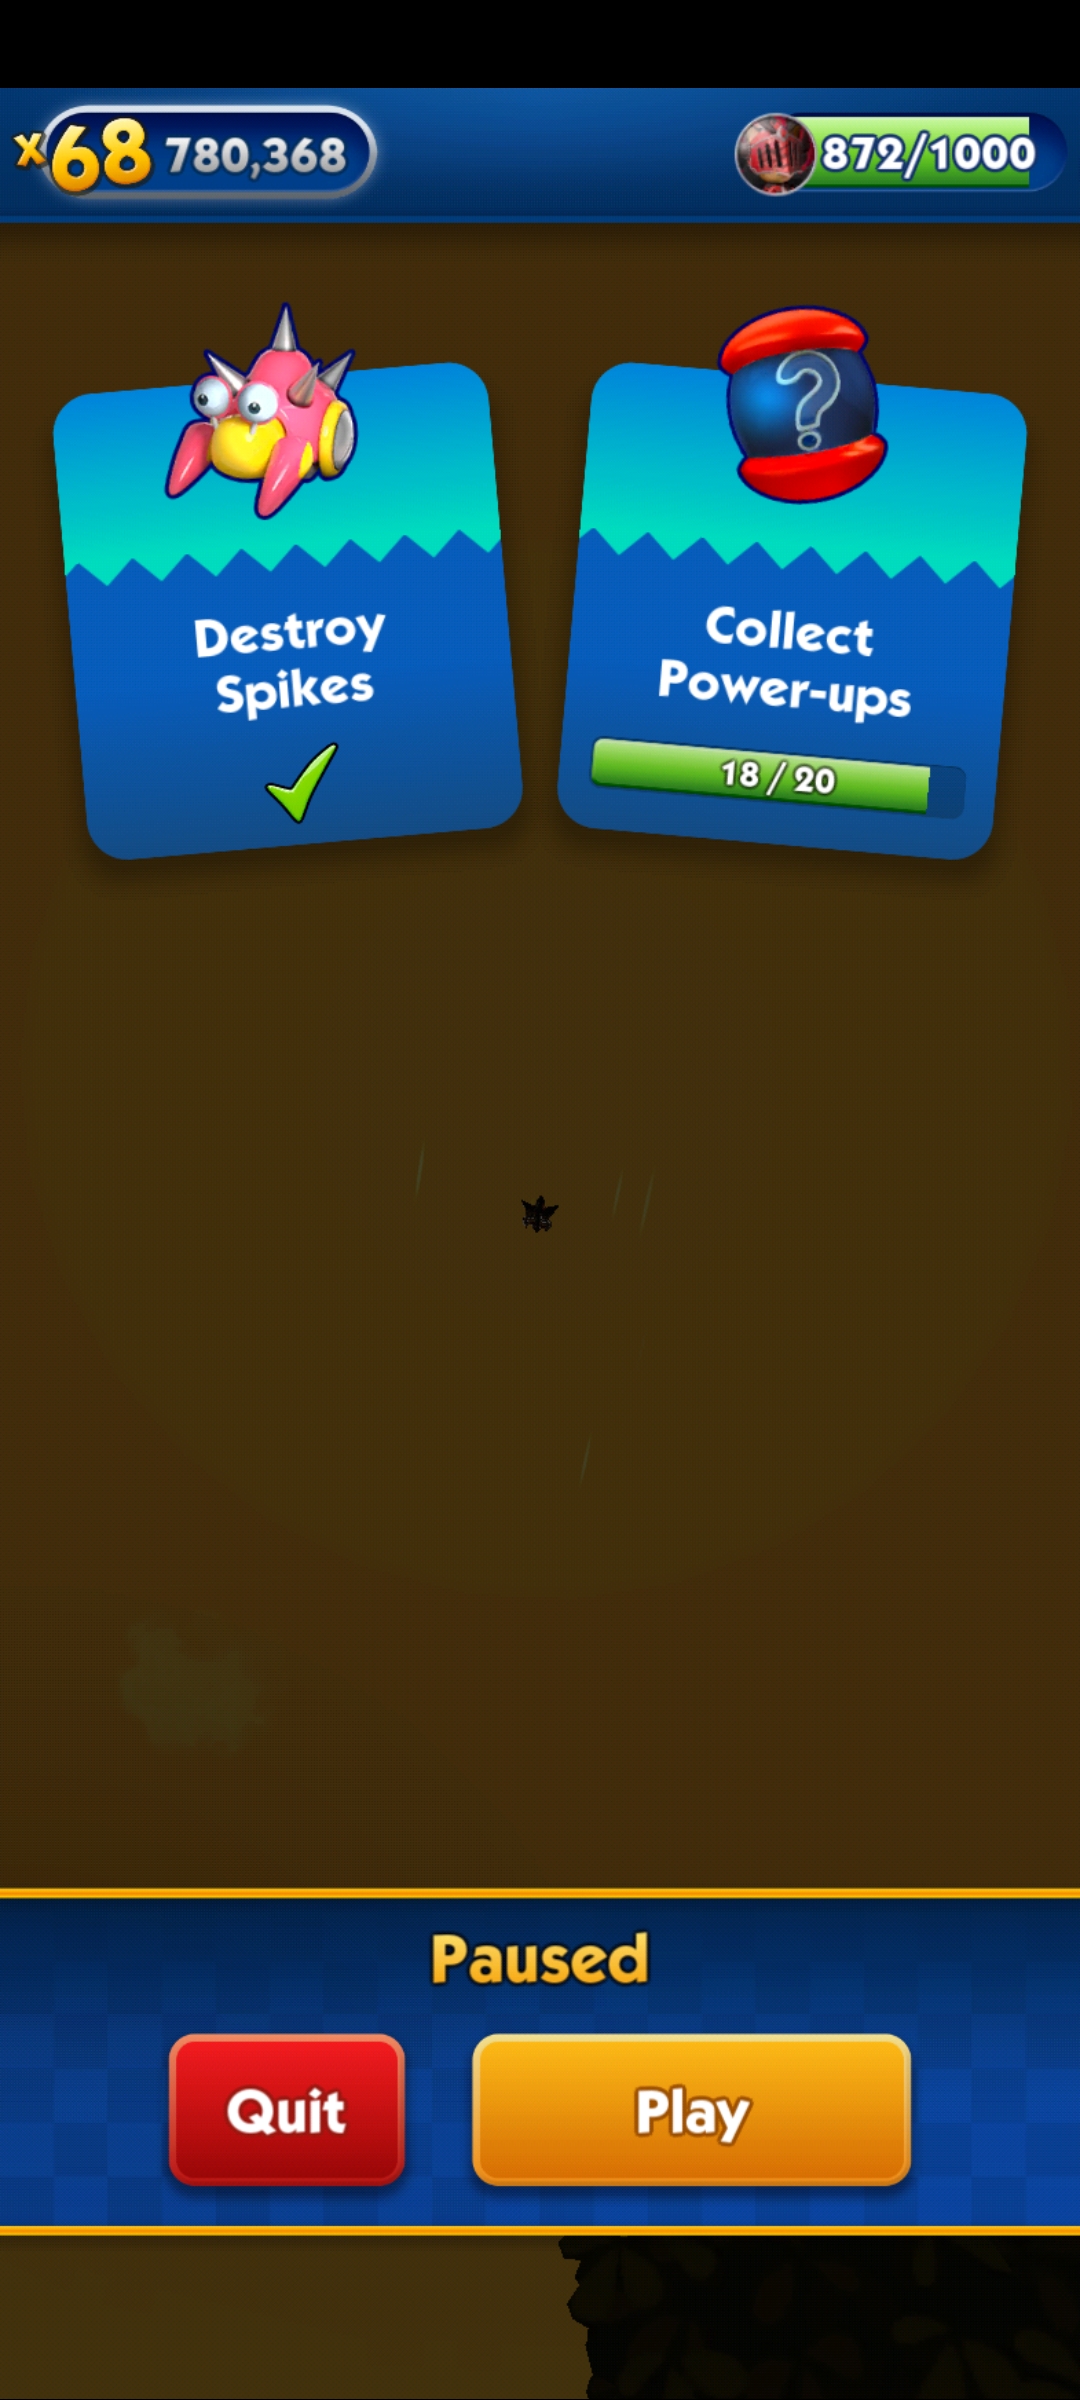 x68 780,368
872/1000
?
Destroy
Spikes
Collect
Power-ups
18 / 20
Paused
Quit
Play